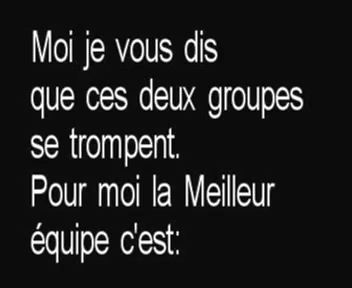 Moi je vous dis
que ces deux groupes
se trompent.
Pour moi la Meilleur
équipe c'est: